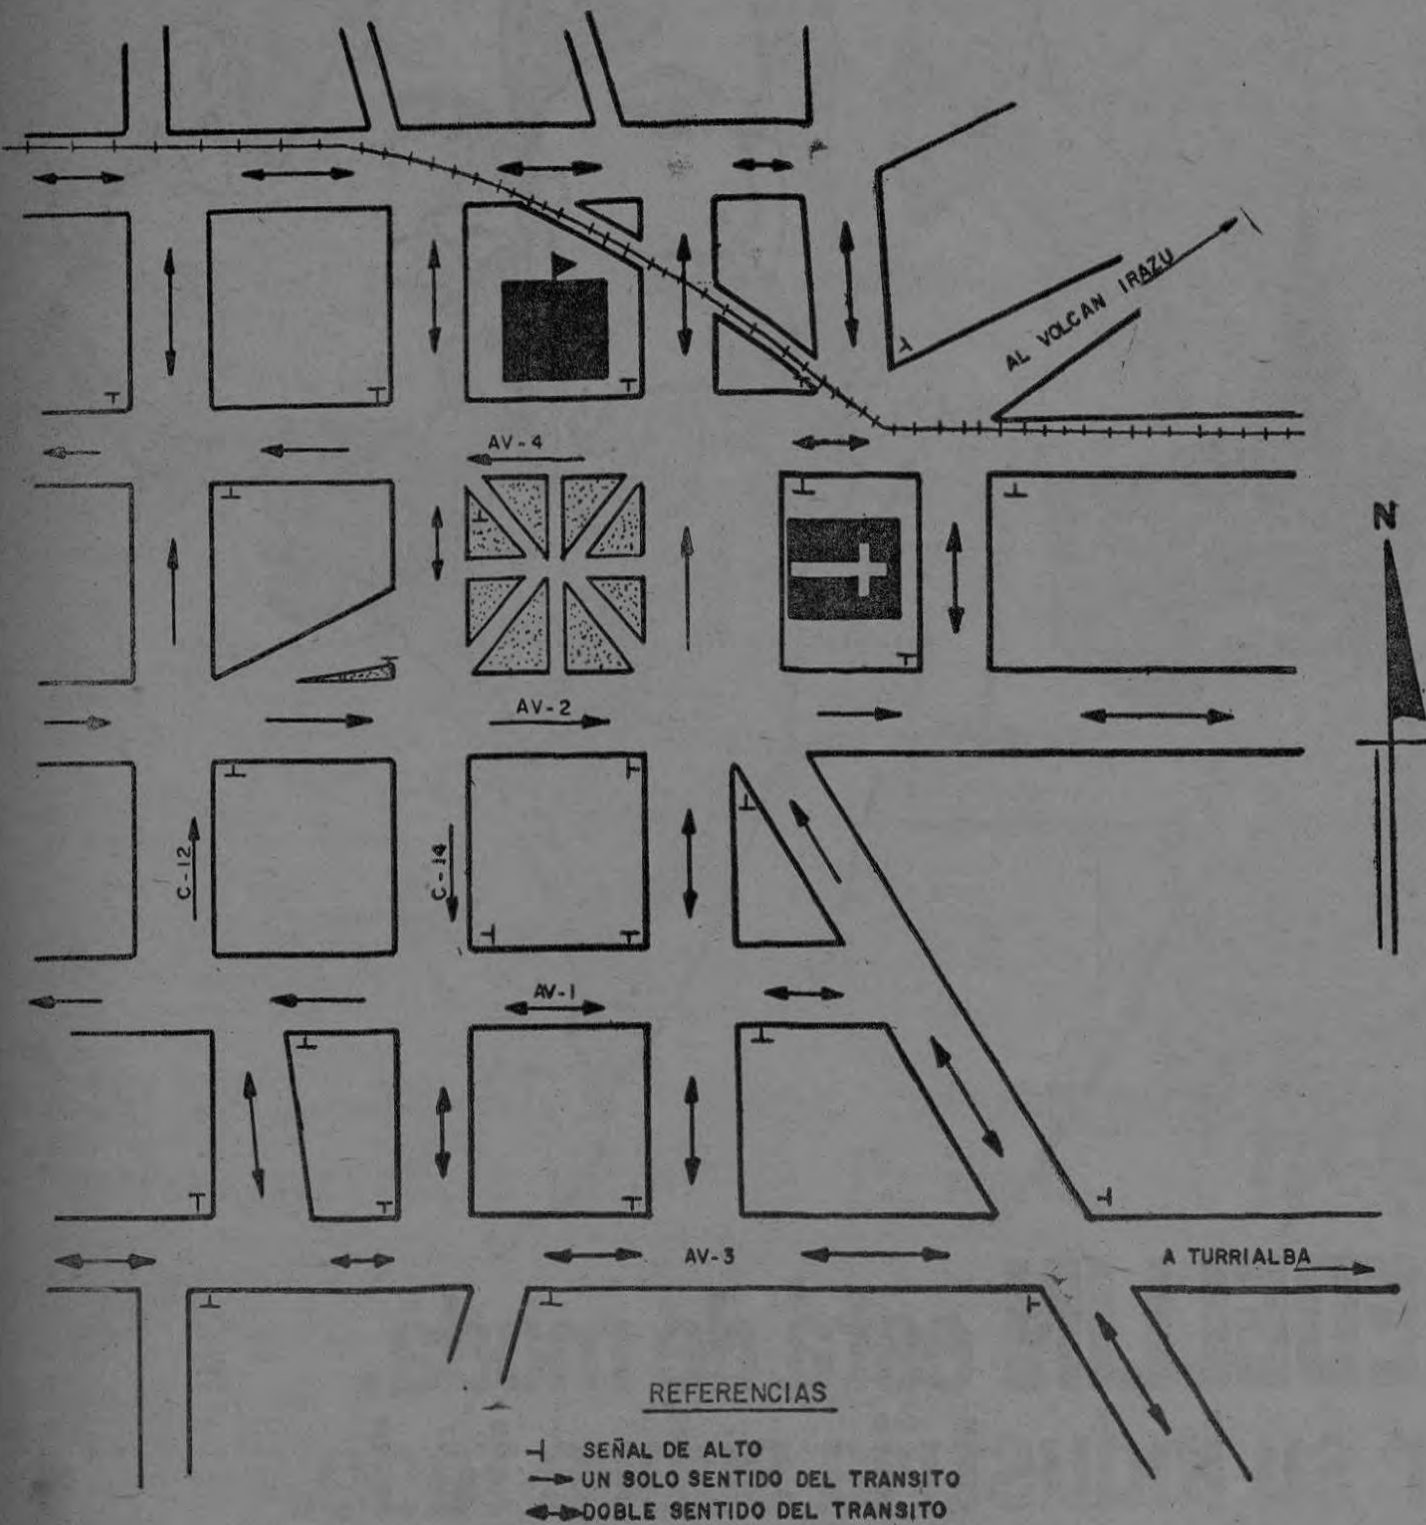 AL VOLCAN IRAZU
AV-4
N
AV-2
C-12
C-14
AV-1
AV-3
A TURRIALBA
REFERENCIAS
SEÑAL DE ALTO
UN SOLO SENTIDO DEL TRANSITO
DOBLE SENTIDO DEL TRANSITO